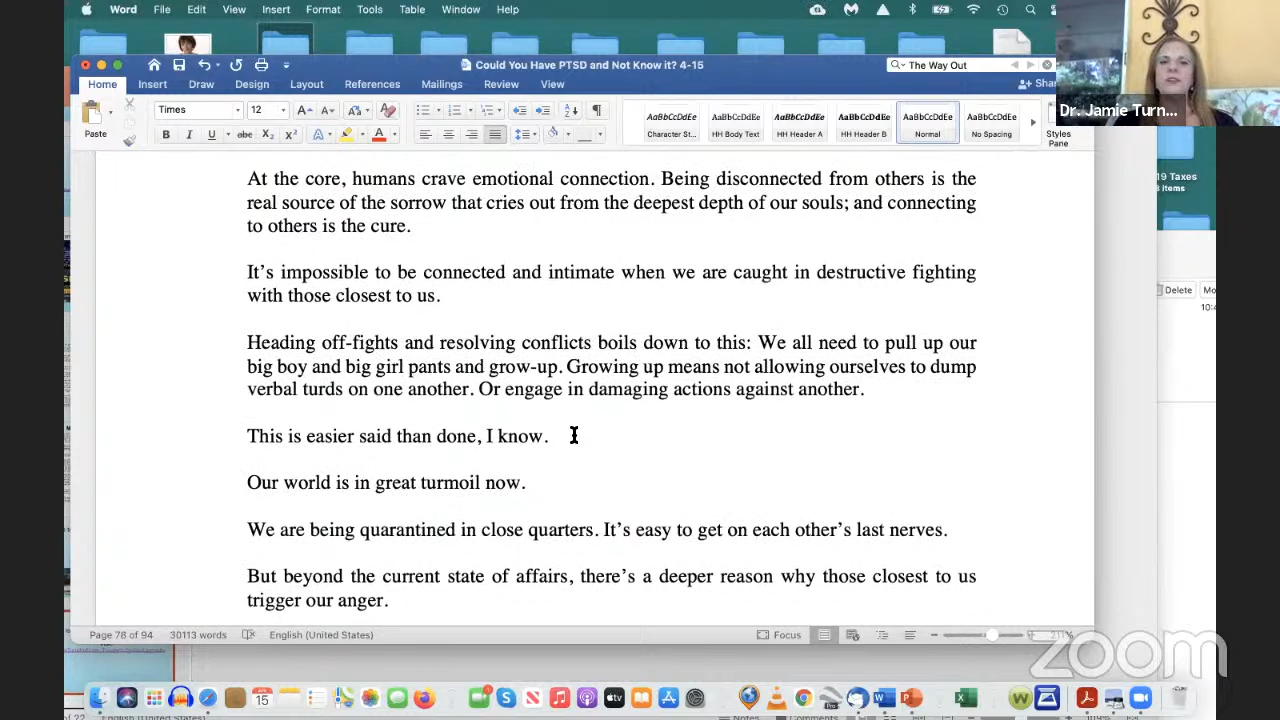 Word File Edit View Insert Format Tools Table Window Help
Could You Have PTSD and Not Know it? 4-15
The Way Out
Home Insert Draw Design Layout References Mailings Review View
Shar
Dr. Jamie Turn...
Paste
Times 12
AaBbCcDdEe AaBbCcDdEe AaBbCcDdEe AaBbCcDdEe AaBbCcDdEe AaBbCcDdEe
Character St... HH Body Text HH Header A HH Header B Normal No Spacing
Styles
Pane
19 Taxes
Delete Mo
10:4
At the core, humans crave emotional connection. Being disconnected from others is the
real source of the sorrow that cries out from the deepest depth of our souls; and connecting
to others is the cure.
It's impossible to be connected and intimate when we are caught in destructive fighting
with those closest to us.
Heading off-fights and resolving conflicts boils down to this: We all need to pull up our
big boy and big girl pants and grow-up. Growing up means not allowing ourselves to dump
verbal turds on one another. Or engage in damaging actions against another.
This is easier said than done, I know.
Our world is in great turmoil now.
We are being quarantined in close quarters. It's easy to get on each other's last nerves.
But beyond the current state of affairs, there's a deeper reason why those closest to us
trigger our anger.
Page 78 of 94 30113 words English (United States)
Focus
211%
zoom
APR
15